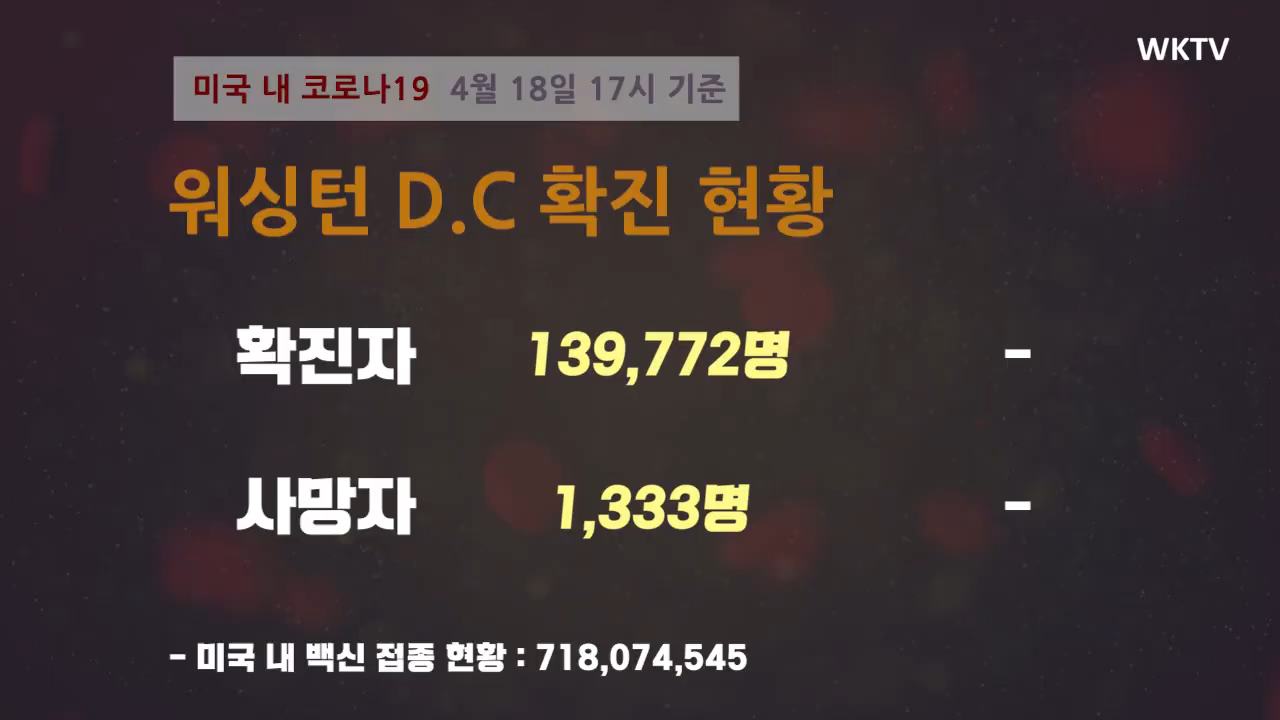 WKTV
미국 내 코로나19 4월 18일 17시 기준
워싱턴 D.C 확진 현황
확진자 139,772명 -
사망자 1,333명 -
- 미국 내 백신 접종 현황 : 718,074,545